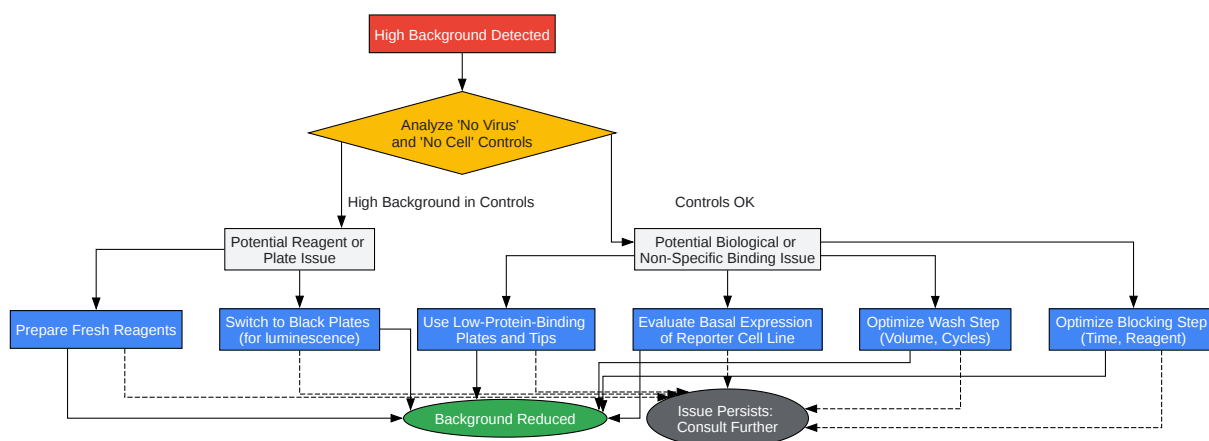 High Background Detected
Analyze 'No Virus'
and 'No Cell' Controls
High Background in Controls
Controls OK
Potential Reagent or
Plate Issue
Potential Biological or
Non-Specific Binding Issue
Prepare Fresh Reagents
Switch to Black Plates
(for luminescence)
Use Low-Protein-Binding
Plates and Tips
Evaluate Basal Expression
of Reporter Cell Line
Optimize Wash Step
(Volume, Cycles)
Optimize Blocking Step
(Time, Reagent)
Background Reduced
Issue Persists:
Consult Further